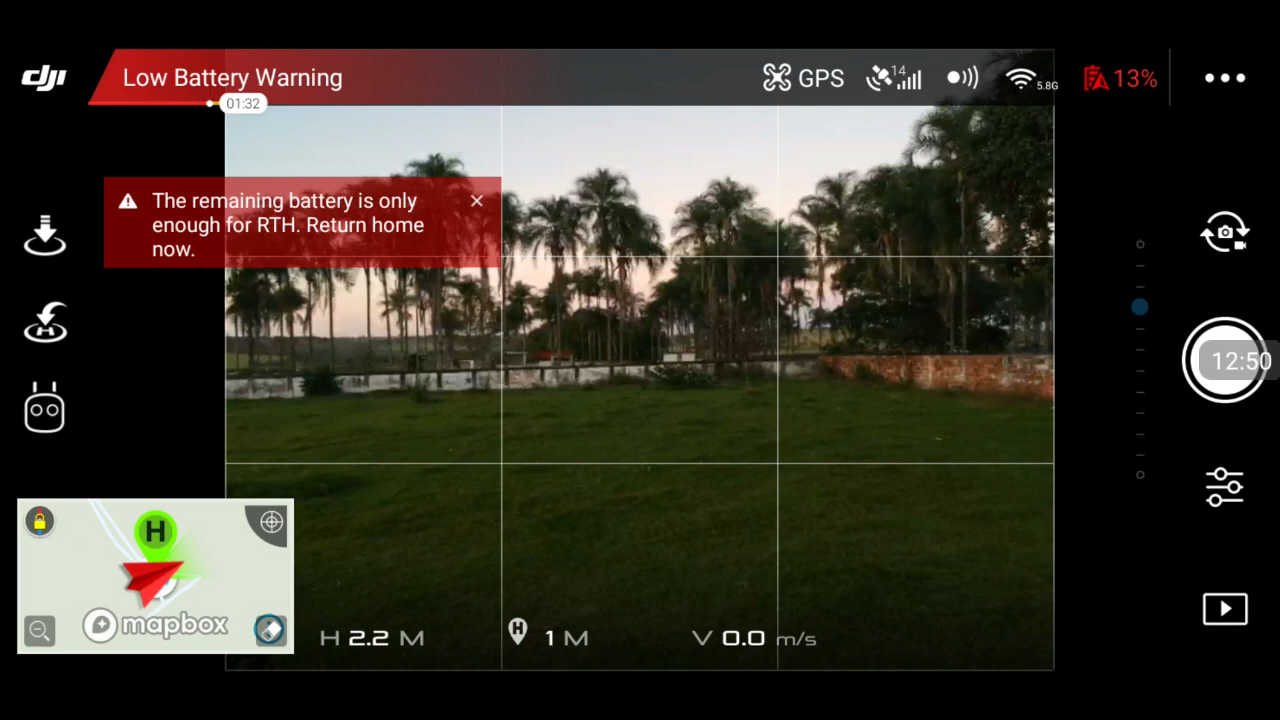 dji
Low Battery Warning
GPS
14
5.8G
13%
01:32
The remaining battery is only
enough for RTH. Return home
now.
12:50
H
mapbox
H 2.2 M
H
1 M
V 0.0 m/s